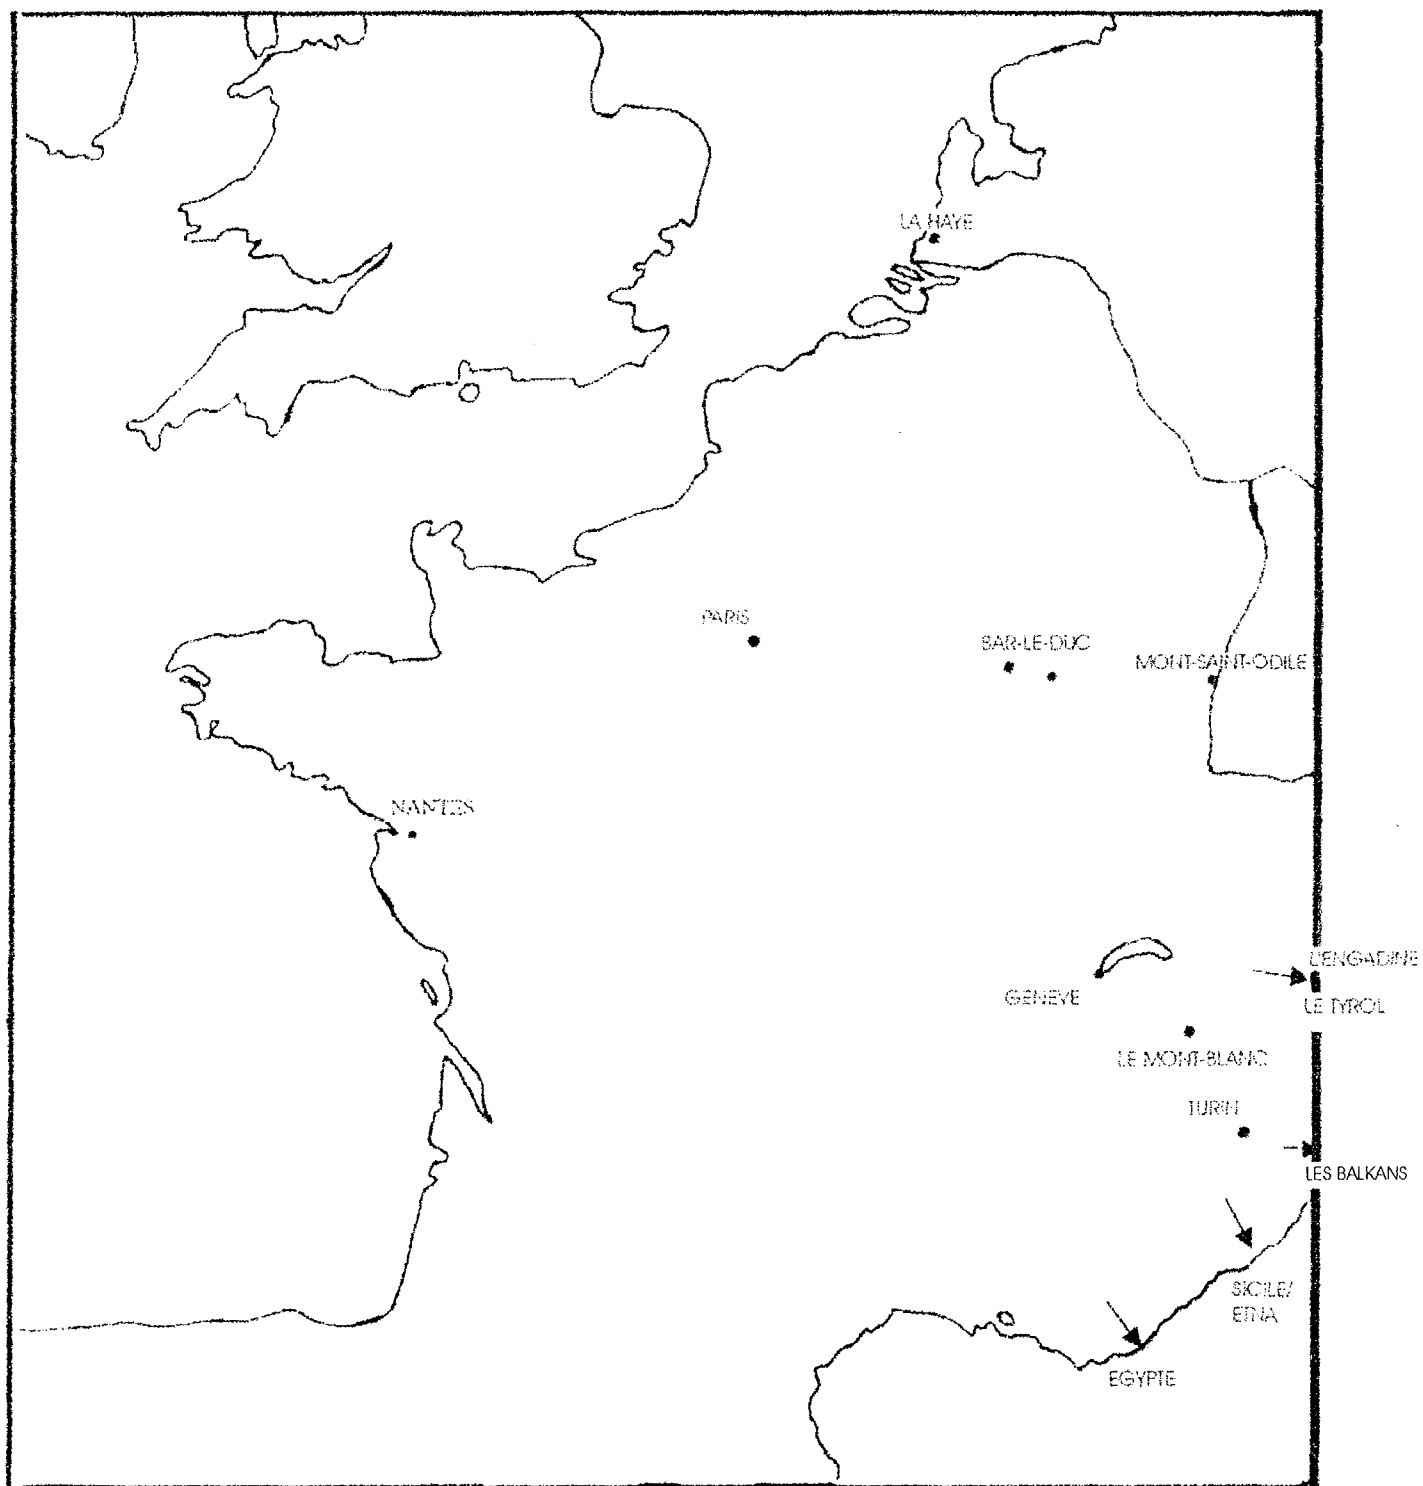 LA HAYE
PARIS
BAR-LE-DUC
MONT-SAINT-ODILE
NANTES
L'ENGADINE
GENEVE
LE TYROL
LE MONT-BLANC
TURIN
LES BALKANS
SICILE/
ETNA
EGYPTE